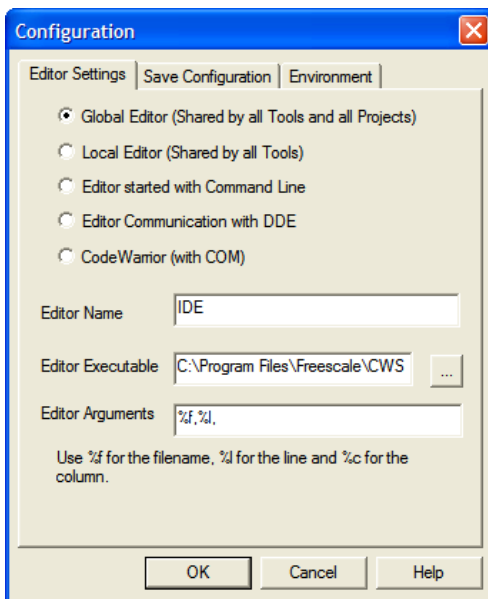 Configuration
Editor Settings Save Configuration Environment
Global Editor (Shared by all Tools and all Projects)
Local Editor (Shared by all Tools)
Editor started with Command Line
Editor Communication with DDE
CodeWarrior (with COM)
Editor Name IDE
Editor Executable C:\Program Files\Freescale\CWS ...
Editor Arguments %f,%l,
Use %f for the filename, %l for the line and %c for the
column.
OK Cancel Help